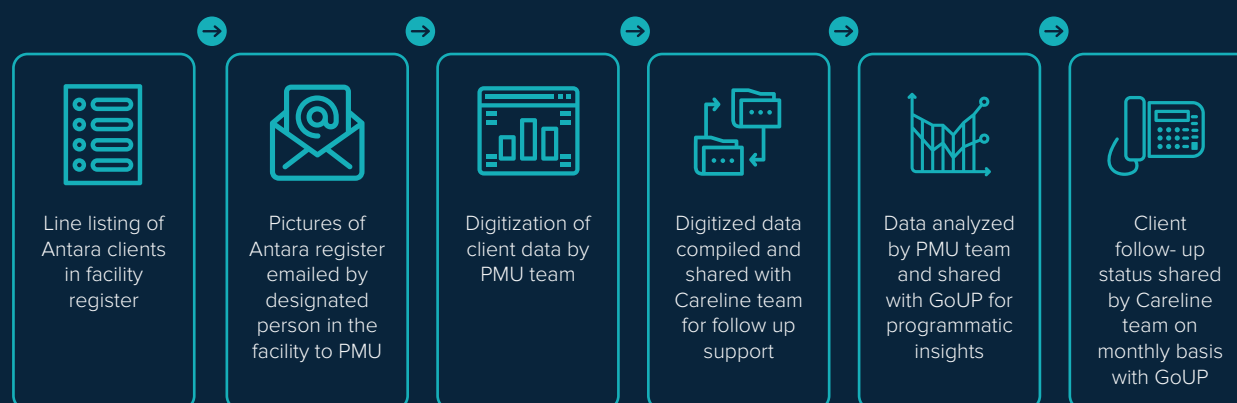 Line listing of
Antara clients
in facility
register
Pictures of
Antara register
emailed by
designated
person in the
facility to PMU
Digitization of
client data by
PMU team
Digitized data
compiled and
shared with
Careline team
for follow up
support
Data analyzed
by PMU team
and shared
with GoUP for
programmatic
insights
Client
follow- up
status shared
by Careline
team on
monthly basis
with GoUP